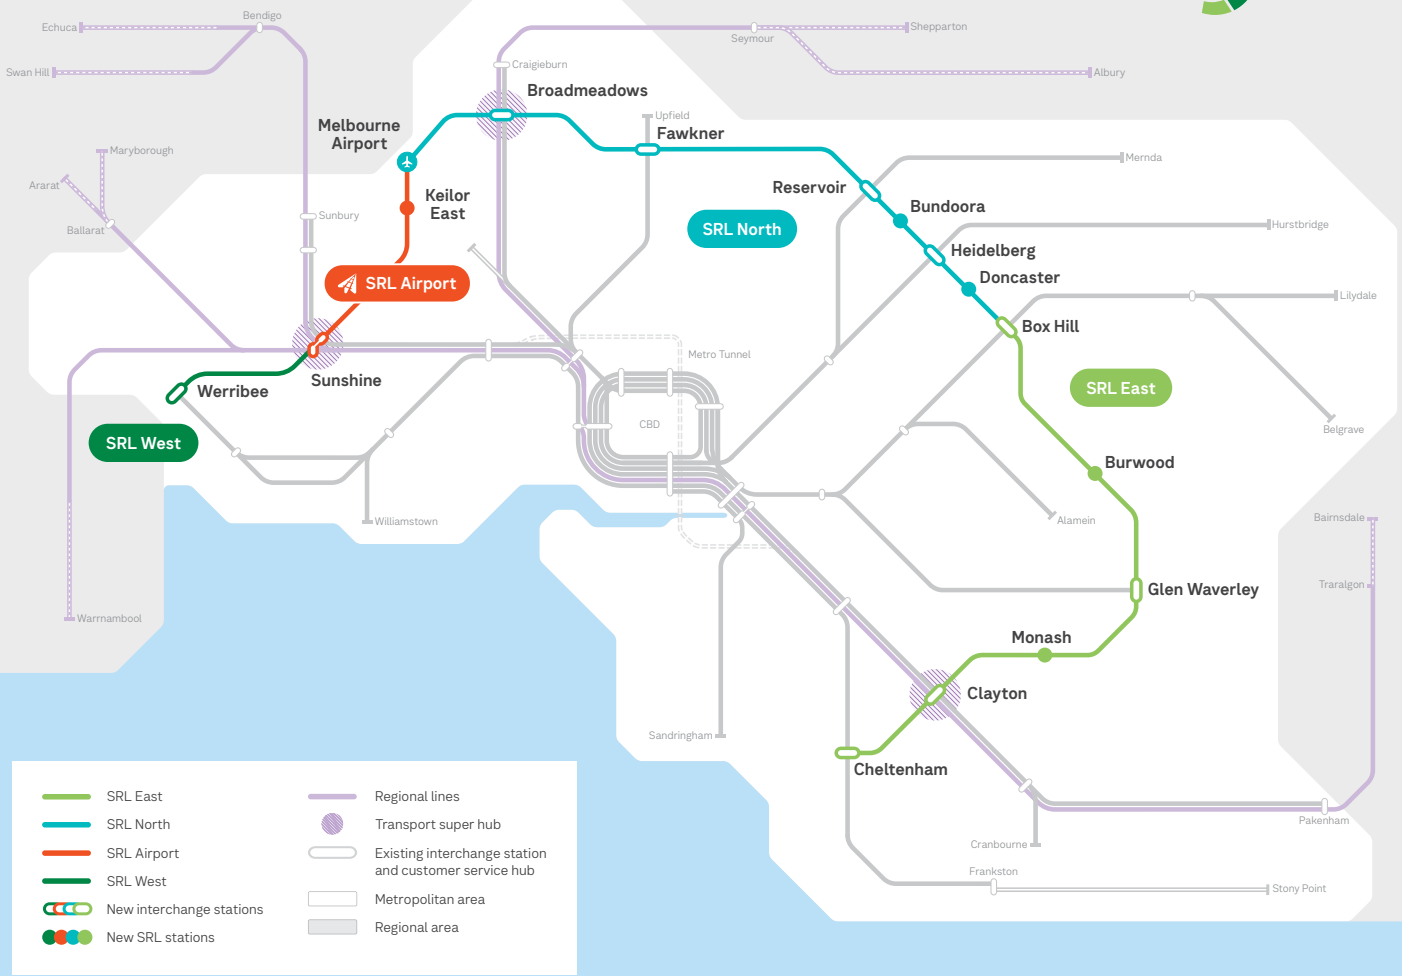 Echuca
Bendigo
Swan Hill
Seymour
Shepparton
Albury
Craigieburn
Broadmeadows
Melbourne
Airport
Upfield
Fawkner
Maryborough
Ararat
Ballarat
Sunbury
Keilor
East
Reservoir
Mernda
Bundoora
SRL North
Heidelberg
Hurstbridge
Doncaster
SRL Airport
Lilydale
Box Hill
Metro Tunnel
Sunshine
Werribee
SRL East
CBD
Belgrave
SRL West
Burwood
Williamstown
Alamein
Bairnsdale
Traralgon
Glen Waverley
Warrnambool
Monash
Clayton
Sandringham
Cheltenham
Pakenham
Cranbourne
Frankston
Stony Point
SRL East
SRL North
SRL Airport
SRL West
New interchange stations
New SRL stations
Regional lines
Transport super hub
Existing interchange station
and customer service hub
Metropolitan area
Regional area